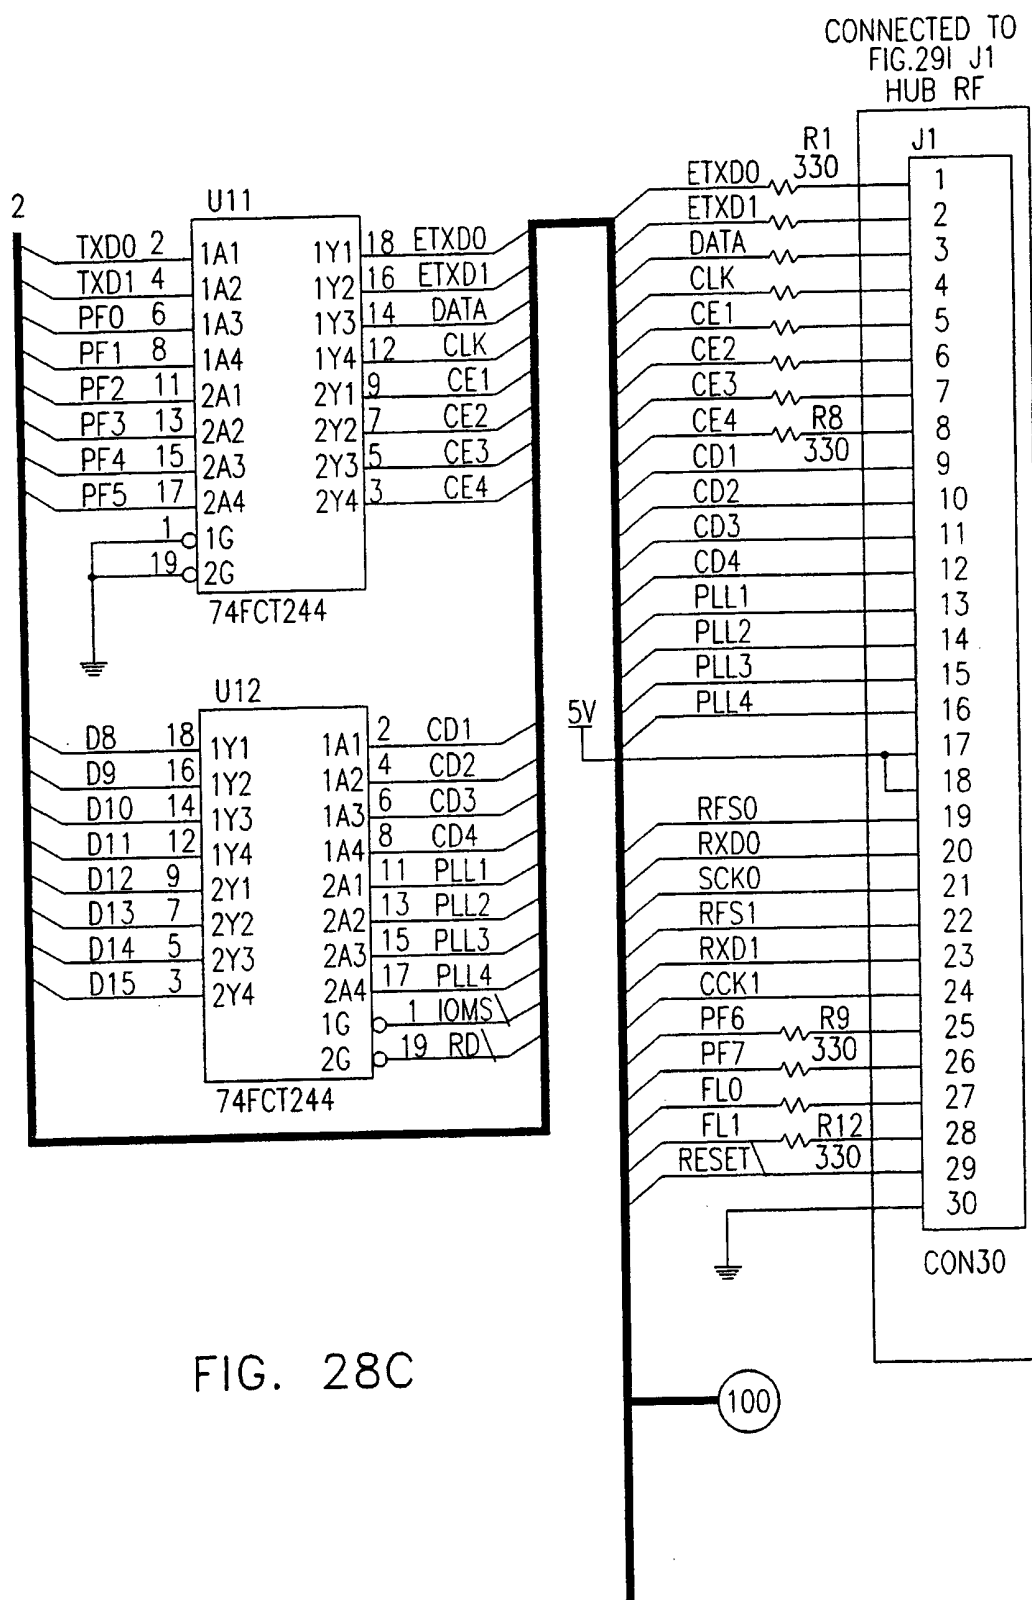 CONNECTED TO
FIG.29I J1
HUB RF
J1
R1
330
ETXD0 1
ETXD1 2
DATA 3
CLK 4
CE1 5
CE2 6
CE3 7
CE4 R8 8
330
CD1 9
CD2 10
CD3 11
CD4 12
PLL1 13
PLL2 14
PLL3 15
PLL4 16
5V 17
18
RFS0 19
RXD0 20
SCK0 21
RFS1 22
RXD1 23
CCK1 24
PF6 R9 25
330
PF7 26
FL0 27
FL1 R12 28
330
RESET\ 29
30
CON30
2
U11
TXD0 2 1A1 1Y1 18 ETXD0
TXD1 4 1A2 1Y2 16 ETXD1
PF0 6 1A3 1Y3 14 DATA
PF1 8 1A4 1Y4 12 CLK
PF2 11 2A1 2Y1 9 CE1
PF3 13 2A2 2Y2 7 CE2
PF4 15 2A3 2Y3 5 CE3
PF5 17 2A4 2Y4 3 CE4
1 1G
19 2G
74FCT244
U12
D8 18 1Y1 1A1 2 CD1
D9 16 1Y2 1A2 4 CD2
D10 14 1Y3 1A3 6 CD3
D11 12 1Y4 1A4 8 CD4
D12 9 2Y1 2A1 11 PLL1
D13 7 2Y2 2A2 13 PLL2
D14 5 2Y3 2A3 15 PLL3
D15 3 2Y4 2A4 17 PLL4
1G 1 IOMS\
2G 19 RD\
74FCT244
FIG. 28C
100